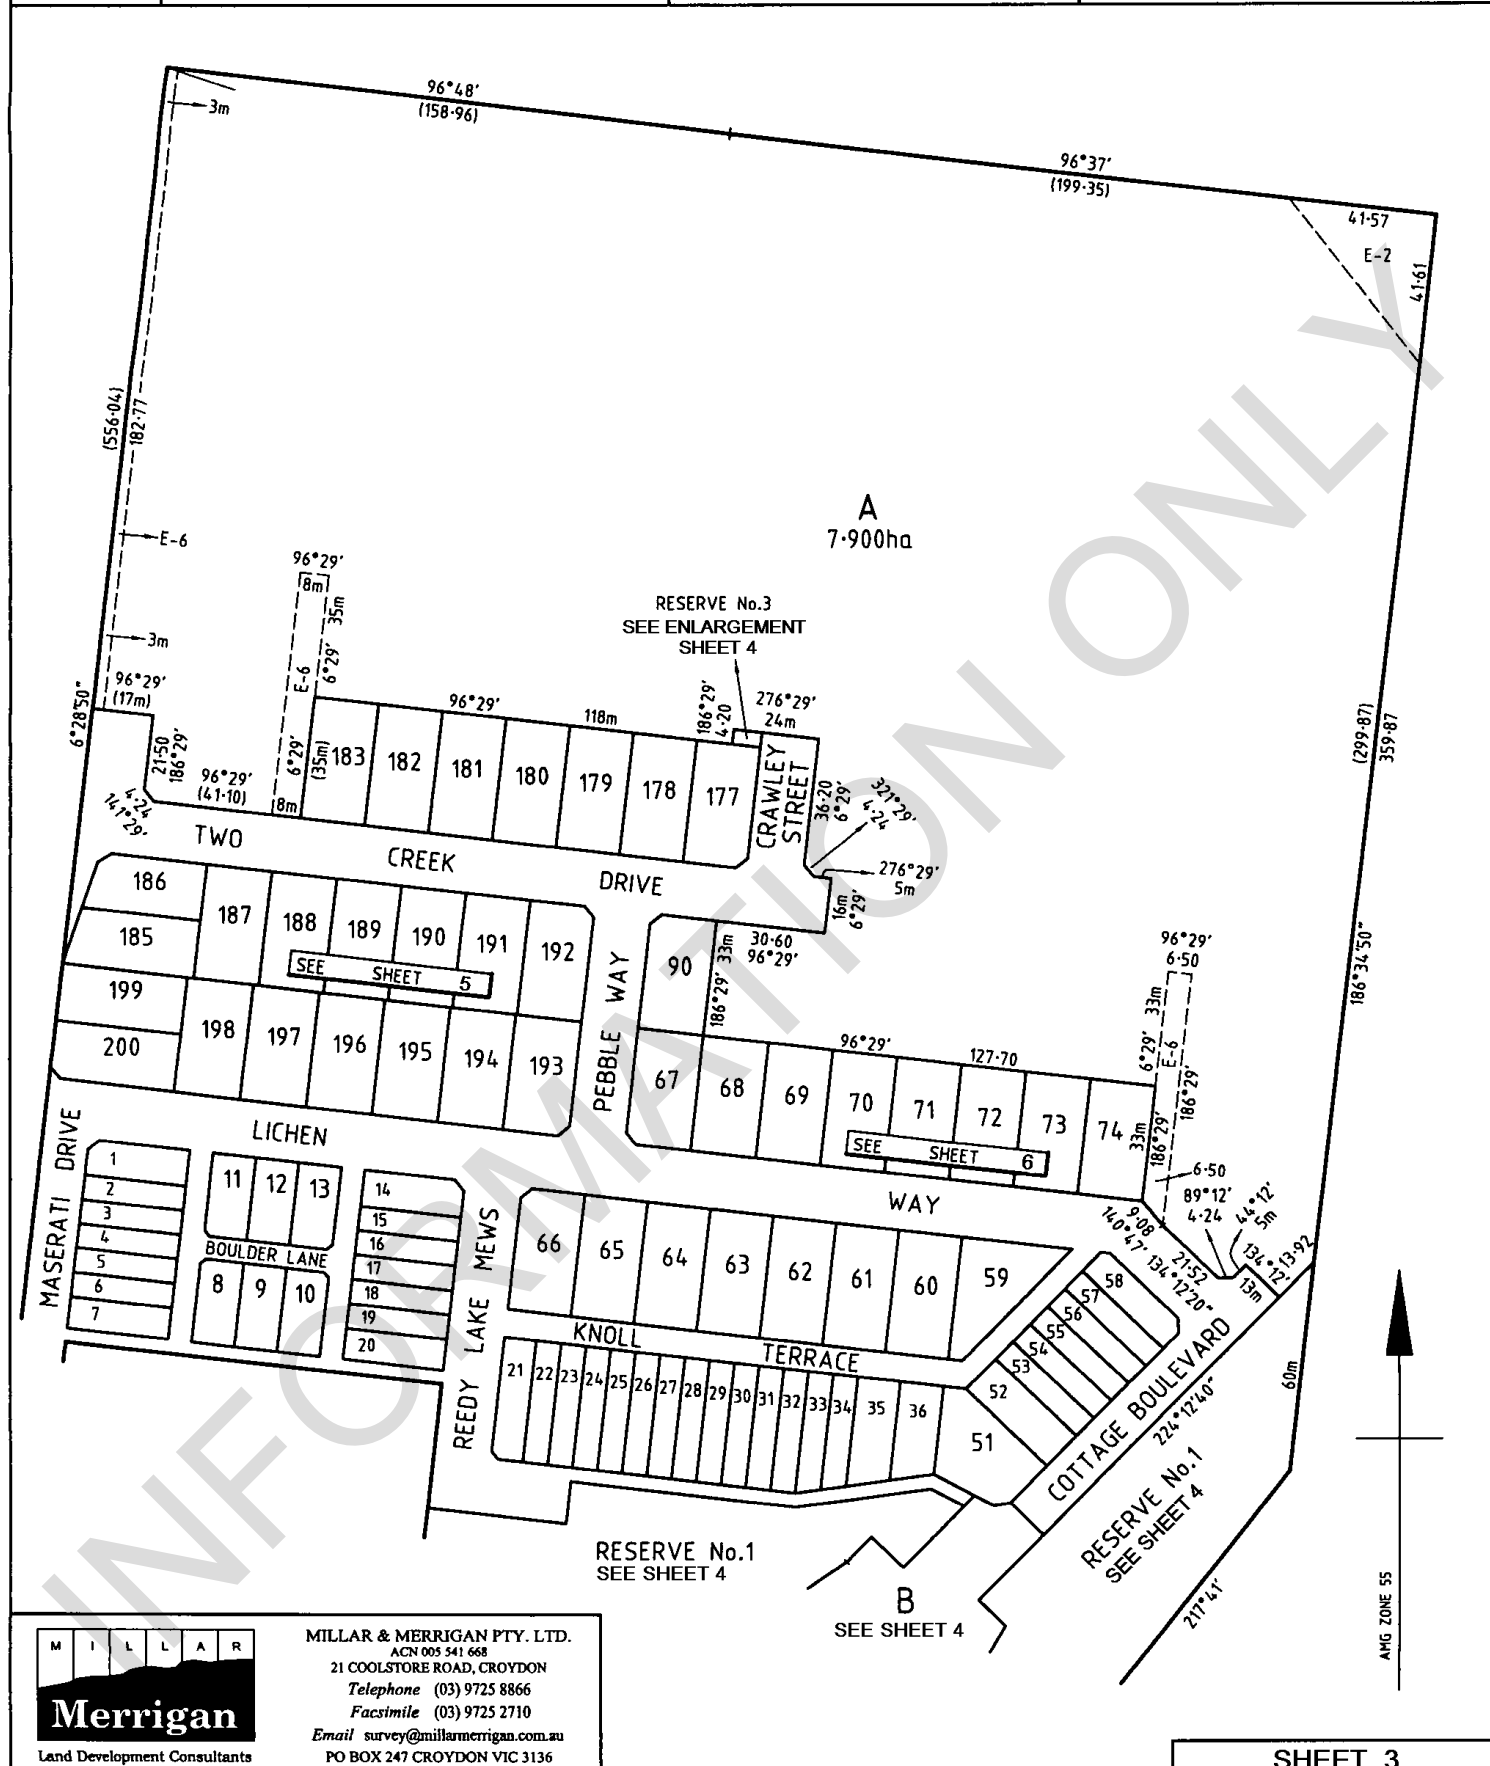 96°48'
(158·96)
3m
96°37'
(199·35)
41·57
E-2
41·61
(556·04)
182·77
A
7·900ha
E-6
3m
96°29'
8m
35m
6°29'
E-6
RESERVE No.3
SEE ENLARGEMENT
SHEET 4
96°29'
(17m)
6°28'50"
21·50
186°29'
96°29'
(41·10)
4·24
141°29'
8m
6°29'
(35m)
96°29'
118m
186°29'
4·20
276°29'
24m
183
182
181
180
179
178
177
CRAWLEY
STREET
36·20
6°29'
321°29'
4·24
276°29'
5m
16m
6°29'
(299·87)
359·87
186°34'50"
TWO CREEK DRIVE
186
185
187
188
189
190
191
192
SEE SHEET 5
199
200
198
197
196
195
194
193
PEBBLE WAY
90
33m
186°29'
30·60
96°29'
96°29'
127·70
67
68
69
70
71
72
73
74
SEE SHEET 6
33m
186°29'
96°29'
6·50
33m
6°29'
E-6
186°29'
6·50
89°12'
4·24
44°12'
5m
9·08
140°47'
21·52
134°12'20"
134°12'
13·92
13m
LICHEN WAY
MASERATI DRIVE
1
2
3
4
5
6
7
11
12
13
BOULDER LANE
8
9
10
14
15
16
17
18
19
20
REEDY LAKE MEWS
66
65
64
63
62
61
60
59
KNOLL TERRACE
21
22
23
24
25
26
27
28
29
30
31
32
33
34
35
36
51
52
53
54
55
56
57
58
COTTAGE BOULEVARD
224°12'40"
60m
RESERVE No.1
SEE SHEET 4
217°41'
RESERVE No.1
SEE SHEET 4
B
SEE SHEET 4
AMG ZONE 55
INFORMATION ONLY
MILLAR
Merrigan
Land Development Consultants
MILLAR & MERRIGAN PTY. LTD.
ACN 005 541 668
21 COOLSTORE ROAD, CROYDON
Telephone (03) 9725 8866
Facsimile (03) 9725 2710
Email survey@millarmerrigan.com.au
PO BOX 247 CROYDON VIC 3136
SHEET 3